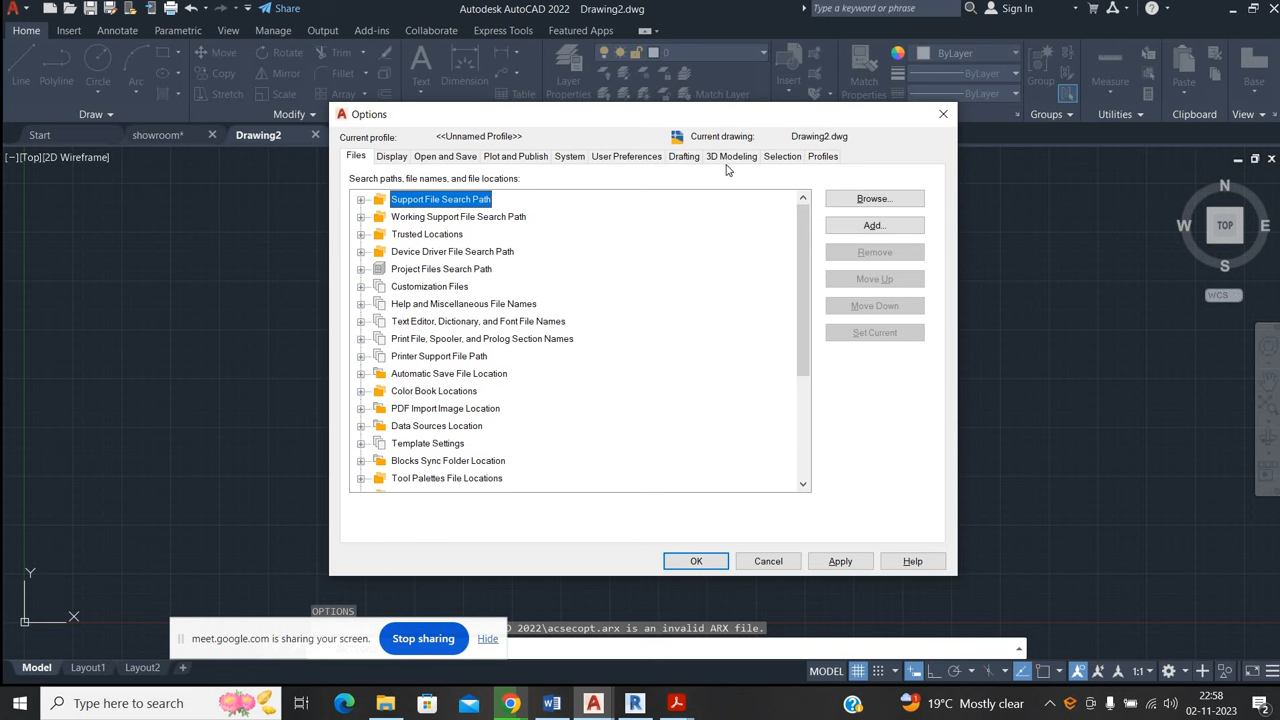 Share
Autodesk AutoCAD 2022 Drawing2.dwg
Type a keyword or phrase
Sign In
Home Insert Annotate Parametric View Manage Output Add-ins Collaborate Express Tools Featured Apps
Line Polyline Circle Arc
Move Rotate Trim
Copy Mirror Fillet
Stretch Scale Array
Text Dimension
Layer Properties
0
Match Layer
Insert
Match Properties
ByLayer
ByLayer
ByLayer
Group
Measure
Paste
Base
Draw Modify Groups
Start showroom* Drawing2
[−][Top][2D Wireframe]
Options
Current profile: <<Unnamed Profile>> Current drawing: Drawing2.dwg
Files Display Open and Save Plot and Publish System User Preferences Drafting 3D Modeling Selection Profiles
Search paths, file names, and file locations:
Support File Search Path
Working Support File Search Path
Trusted Locations
Device Driver File Search Path
Project Files Search Path
Customization Files
Help and Miscellaneous File Names
Text Editor, Dictionary, and Font File Names
Print File, Spooler, and Prolog Section Names
Printer Support File Path
Automatic Save File Location
Color Book Locations
PDF Import Image Location
Data Sources Location
Template Settings
Blocks Sync Folder Location
Tool Palettes File Locations
Browse...
Add...
Remove
Move Up
Move Down
Set Current
OK Cancel Apply Help
N
W TOP E
S
WCS
Y
X
OPTIONS
D 2022\acsecopt.arx is an invalid ARX file.
meet.google.com is sharing your screen. Stop sharing Hide
Model Layout1 Layout2 +
MODEL 1:1
Type here to search
19°C Mostly clear
22:58
02-11-2023